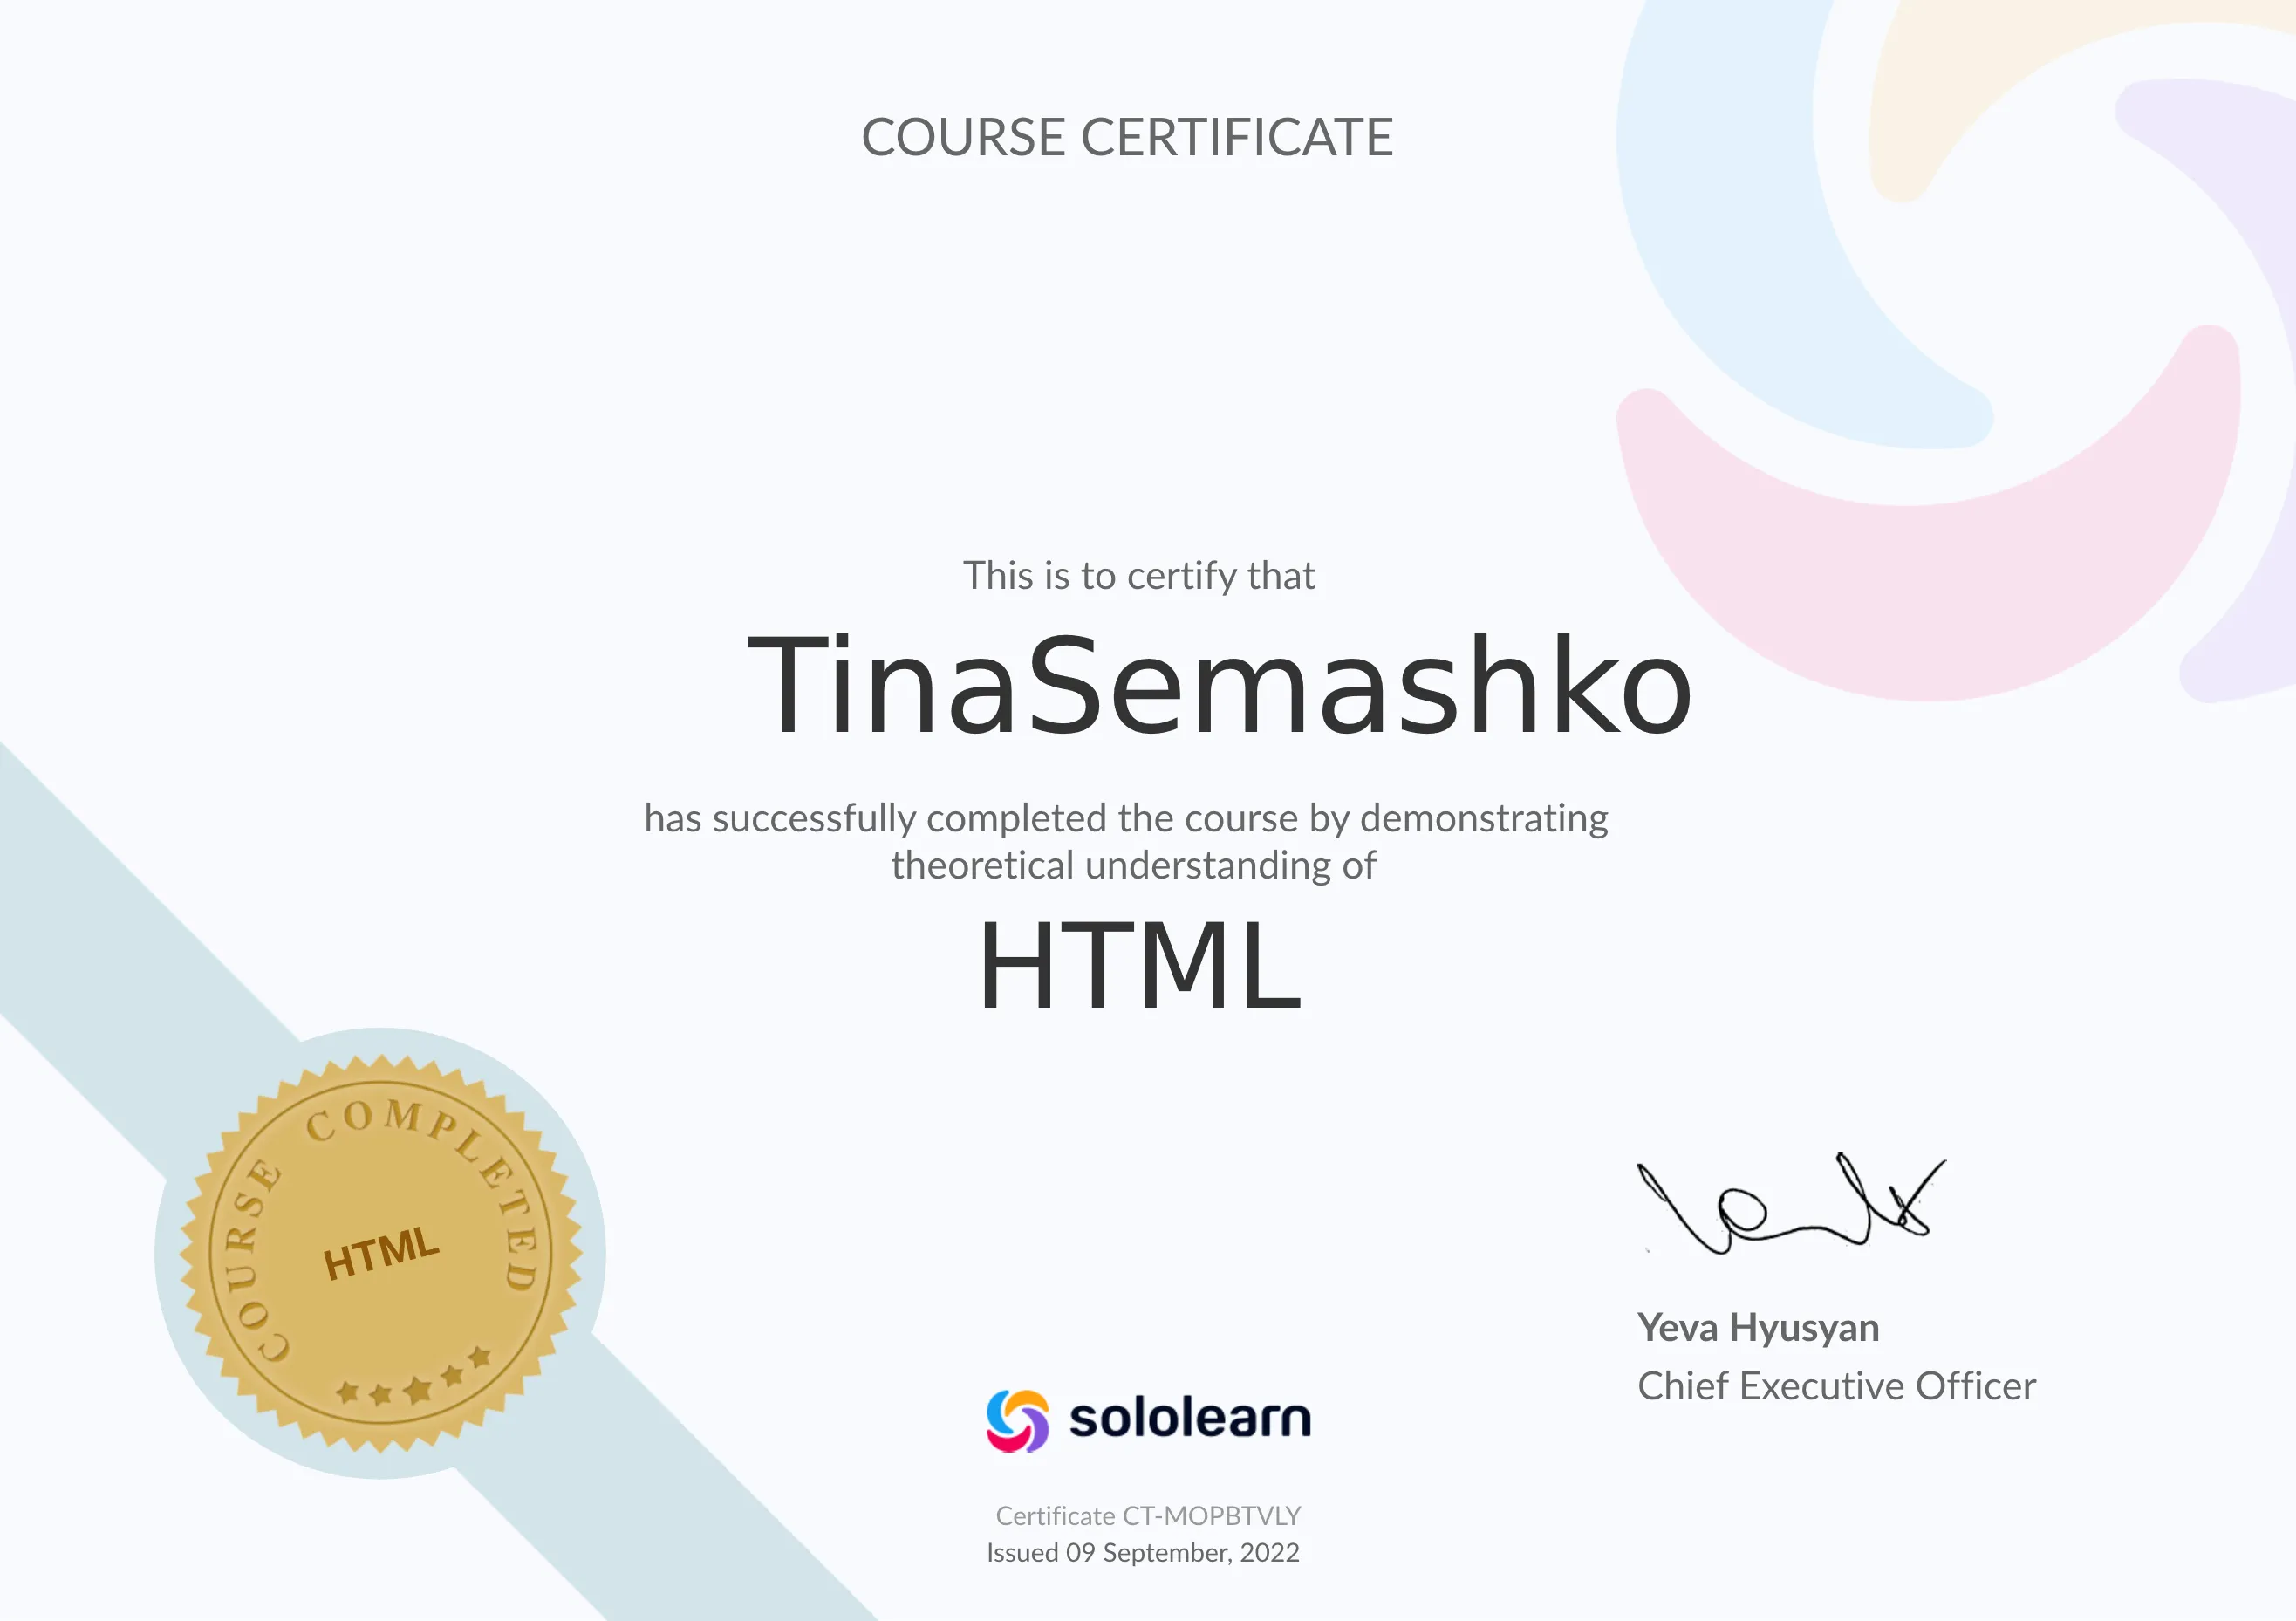 COURSE CERTIFICATE
This is to certify that
TinaSemashko
has successfully completed the course by demonstrating
theoretical understanding of
HTML
COURSE COMPLETED
HTML
Yeva Hyusyan
Chief Executive Officer
sololearn
Certificate CT-MOPBTVLY
Issued 09 September, 2022